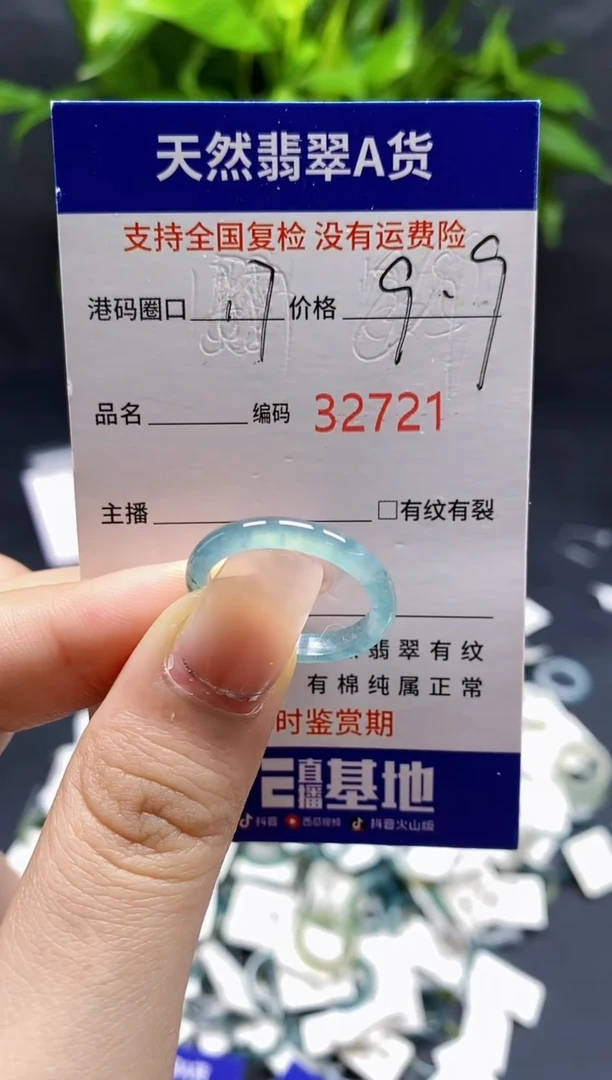 天然翡翠A货
支持全国复检 没有运费险
港码圈口 17 价格 9.9
品名 编码 32721
主播 □有纹有裂
翡翠有纹
有棉纯属正常
时鉴赏期
直播基地
抖音 西瓜视频 抖音火山版